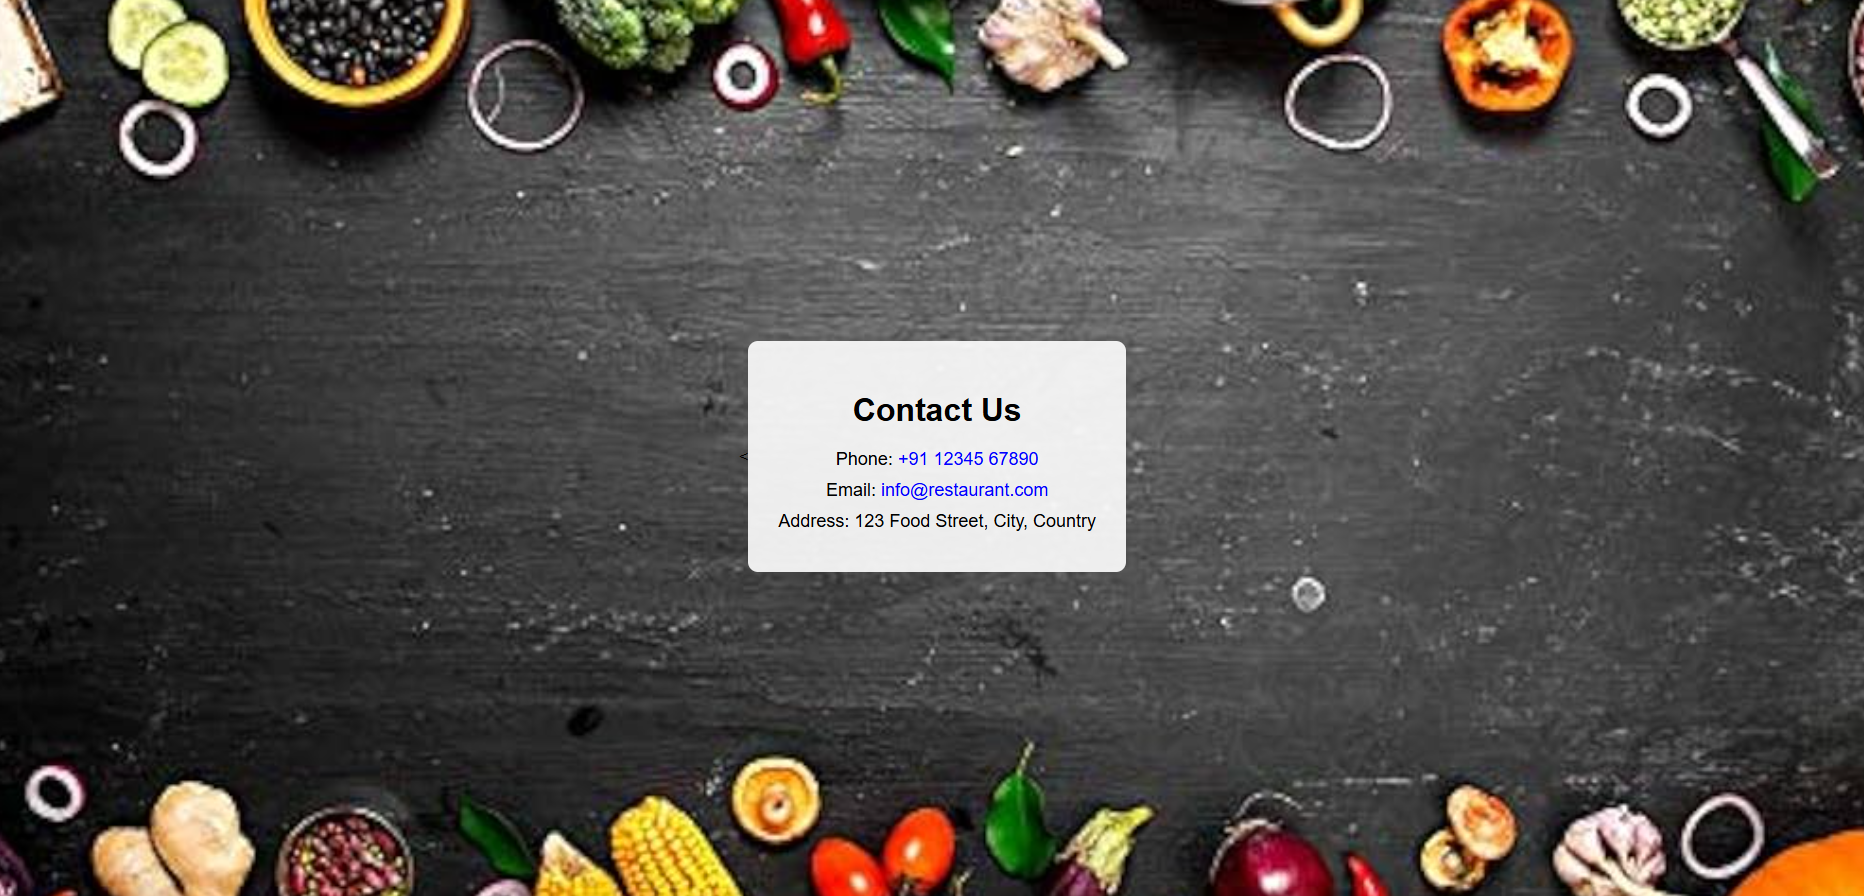 Contact Us
Phone: +91 12345 67890
<
Email: info@restaurant.com
Address: 123 Food Street, City, Country